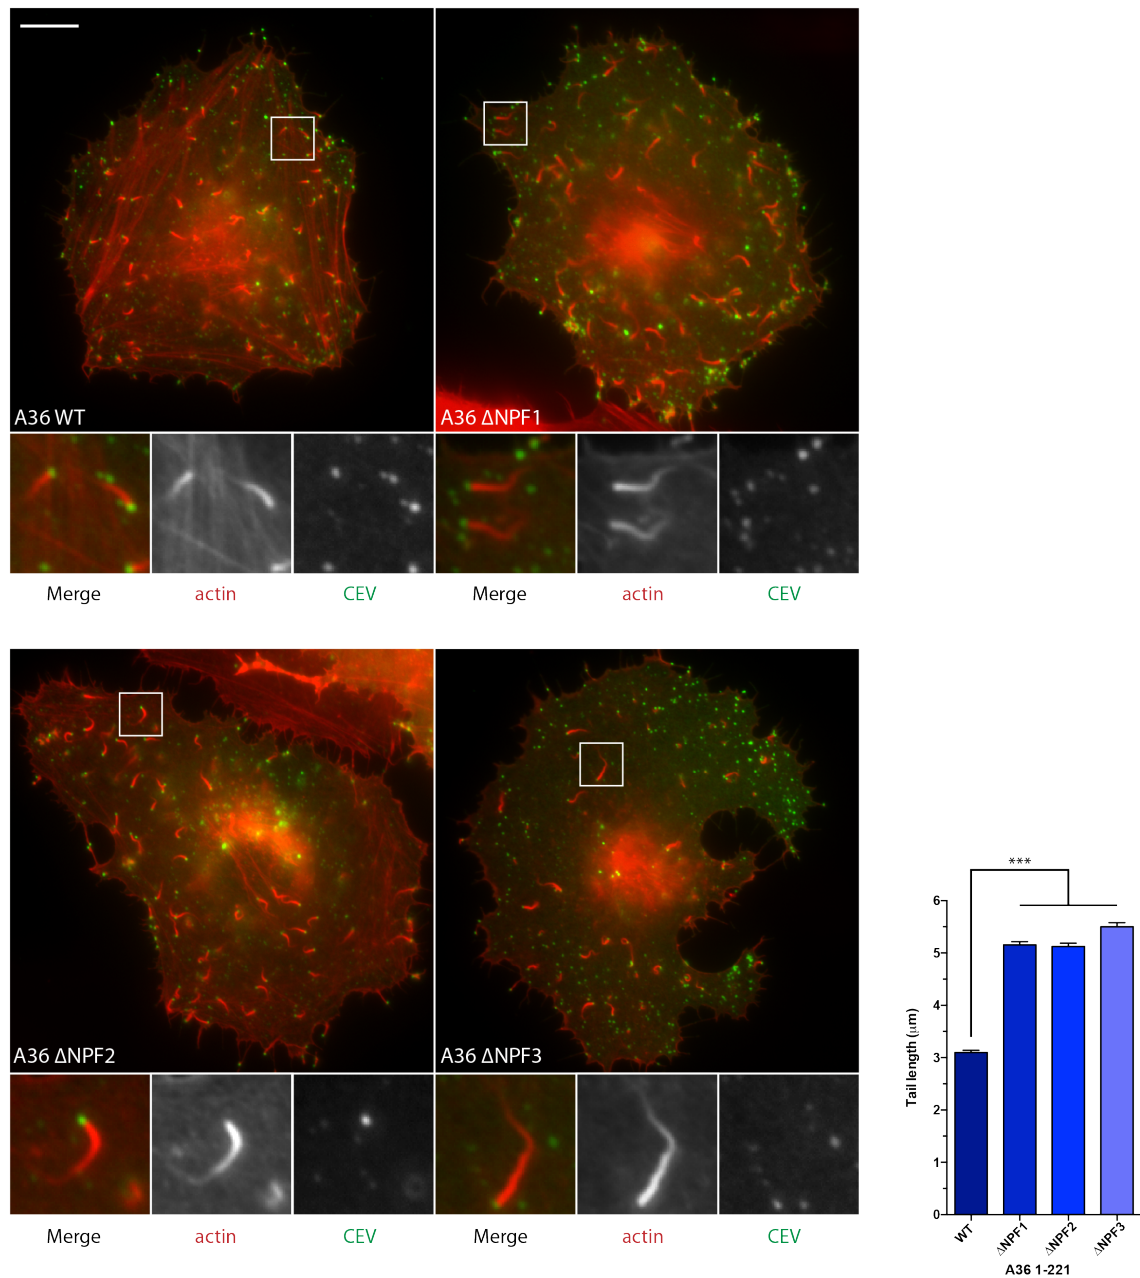 A36 WT
A36 ΔNPF1
Merge
actin
CEV
Merge
actin
CEV
A36 ΔNPF2
A36 ΔNPF3
Merge
actin
CEV
Merge
actin
CEV
***
6
5
4
3
2
1
0
Tail length (μm)
WT
ΔNPF1
ΔNPF2
ΔNPF3
A36 1-221